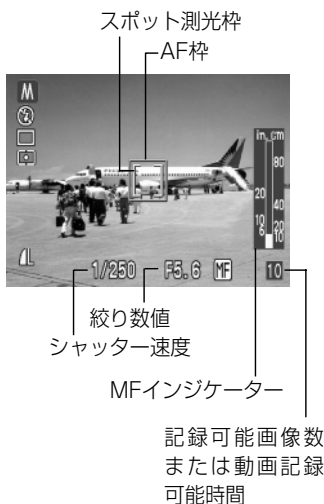 スポット測光枠
AF枠
M
in. cm
80
20 40
10 20
6 10
L
1/250 F5.6 MF 10
絞り数値
シャッター速度
MFインジケーター
記録可能画像数
または動画記録
可能時間